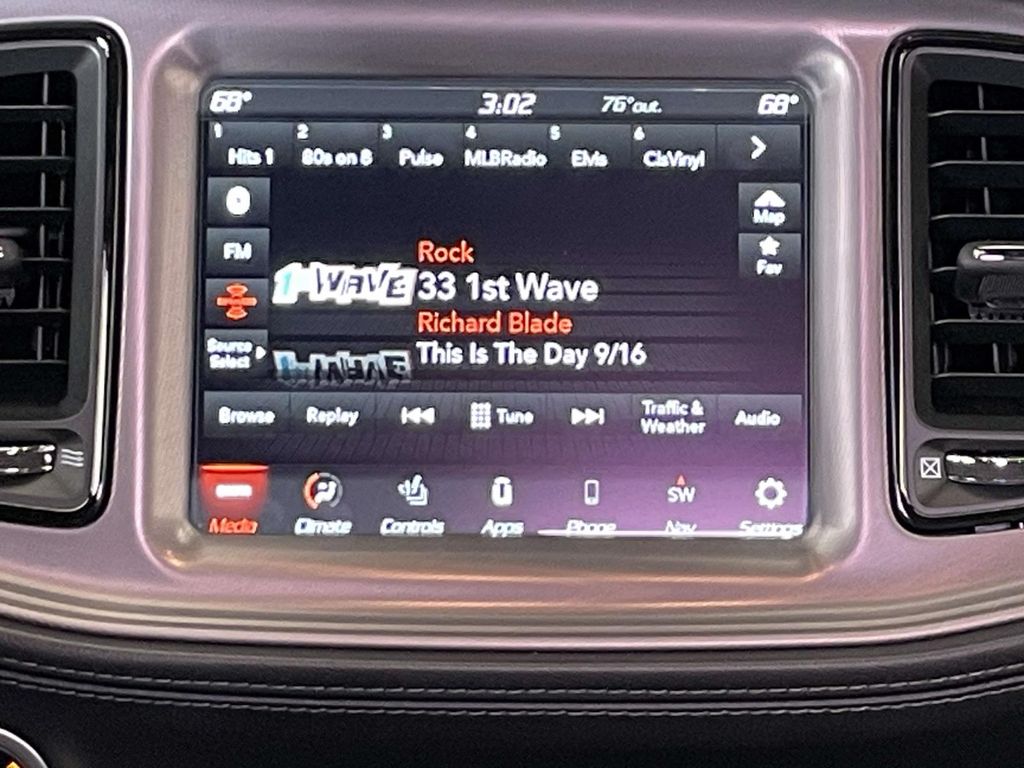 68° 3:02 76°out. 68°
1 2 3 4 5 6
Hits 1 80s on 8 Pulse MLBRadio EMs ClsVinyl
Map
FM
Fav
Rock
1 WAVE
33 1st Wave
Richard Blade
This Is The Day 9/16
Source
Select
Browse Replay Tune Traffic & Weather Audio
SW
Media Climate Controls Apps Phone Nav Settings